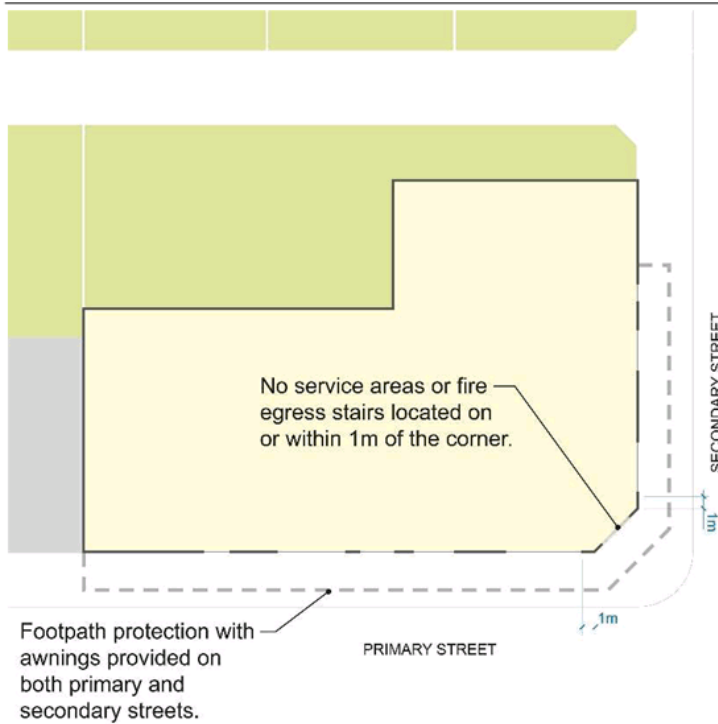 No service areas or fire
egress stairs located on
or within 1m of the corner.
SECONDARY STREET
1m
1m
PRIMARY STREET
Footpath protection with
awnings provided on
both primary and
secondary streets.